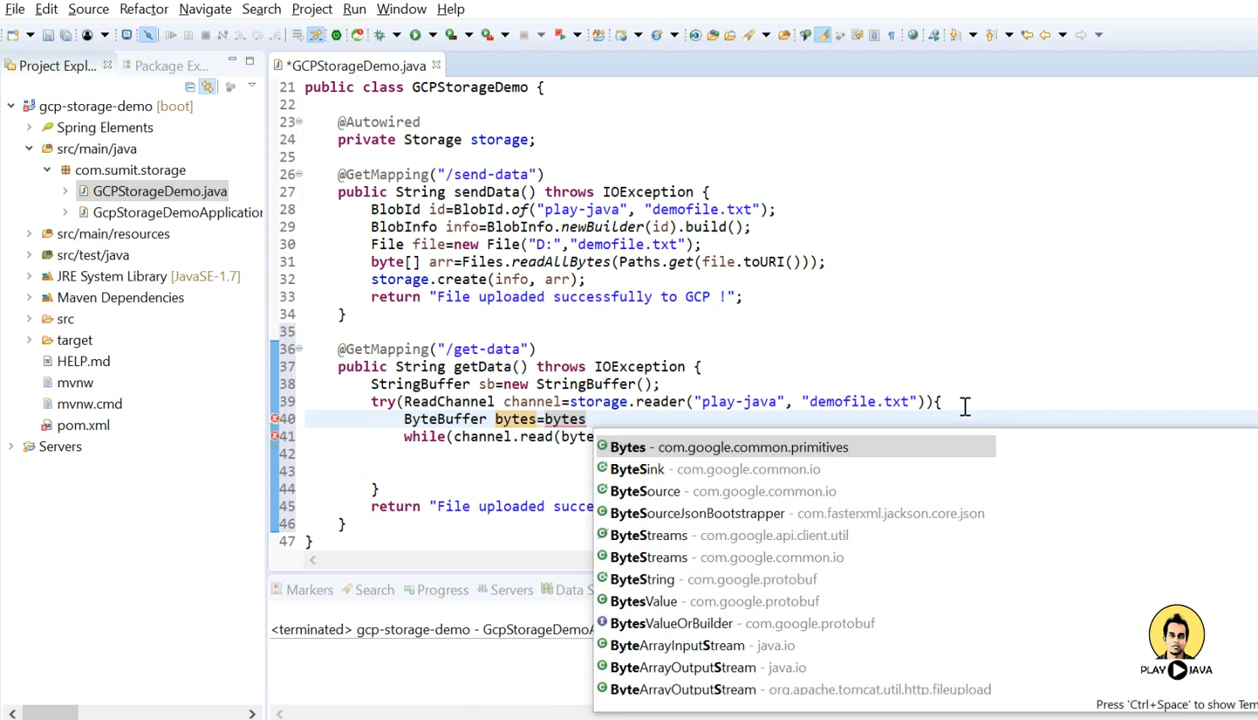 File Edit Source Refactor Navigate Search Project Run Window Help
Project Expl... Package Ex...
gcp-storage-demo [boot]
Spring Elements
src/main/java
com.sumit.storage
GCPStorageDemo.java
GcpStorageDemoApplication
src/main/resources
src/test/java
JRE System Library [JavaSE-1.7]
Maven Dependencies
src
target
HELP.md
mvnw
mvnw.cmd
pom.xml
Servers
*GCPStorageDemo.java
21 public class GCPStorageDemo {
22
23 @Autowired
24 private Storage storage;
25
26 @GetMapping("/send-data")
27 public String sendData() throws IOException {
28 BlobId id=BlobId.of("play-java", "demofile.txt");
29 BlobInfo info=BlobInfo.newBuilder(id).build();
30 File file=new File("D:","demofile.txt");
31 byte[] arr=Files.readAllBytes(Paths.get(file.toURI()));
32 storage.create(info, arr);
33 return "File uploaded successfully to GCP !";
34 }
35
36 @GetMapping("/get-data")
37 public String getData() throws IOException {
38 StringBuffer sb=new StringBuffer();
39 try(ReadChannel channel=storage.reader("play-java", "demofile.txt")){
40 ByteBuffer bytes=bytes
41 while(channel.read(byte
42
43
44 }
45 return "File uploaded succe
46 }
47 }
Bytes - com.google.common.primitives
ByteSink - com.google.common.io
ByteSource - com.google.common.io
ByteSourceJsonBootstrapper - com.fasterxml.jackson.core.json
ByteStreams - com.google.api.client.util
ByteStreams - com.google.common.io
ByteString - com.google.protobuf
BytesValue - com.google.protobuf
BytesValueOrBuilder - com.google.protobuf
ByteArrayInputStream - java.io
ByteArrayOutputStream - java.io
ByteArrayOutputStream - org.apache.tomcat.util.http.fileupload
Press 'Ctrl+Space' to show Tem
Markers Search Progress Servers Data S
<terminated> gcp-storage-demo - GcpStorageDemoA
PLAY JAVA